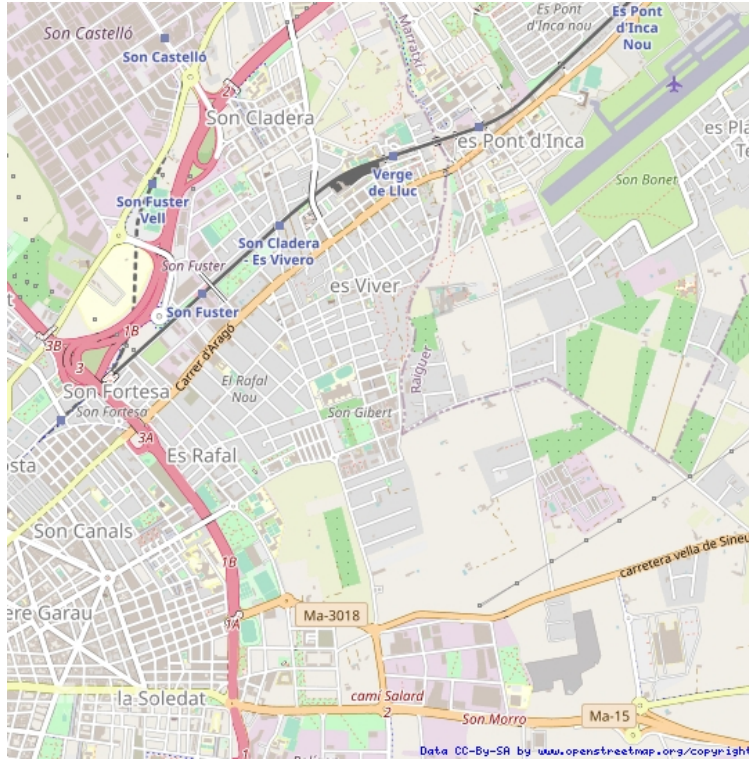 Son Castelló
Son Castelló
Marratxí
Es Pont
d'Inca nou
Es Pont
d'Inca
Nou
2
Son Cladera
es Pont d'Inca
es Pla
Te
Verge
de Lluc
Son Bonet
Son Fuster
Vell
Son Cladera
- Es Vivero
Son Fuster
es Viver
Son Fuster
1B
3B
3
Carrer d'Aragó
Raiguer
Son Fortesa
Son Fortesa
El Rafal
Nou
Son Gibert
3A
Es Rafal
osta
Son Canals
1B
carretera vella de Sineu
ere Garau
1A
Ma-3018
la Soledat
camí Salard
2
Son Morro
Ma-15
1
Data CC-By-SA by www.openstreetmap.org/copyright